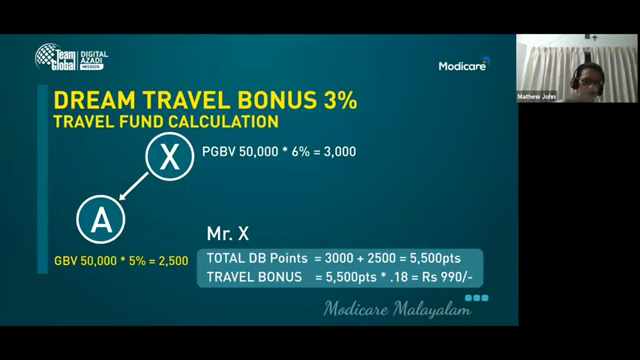 Team Global
DIGITAL
AZADI
MISSION
Modicare
DREAM TRAVEL BONUS 3%
TRAVEL FUND CALCULATION
X
PGBV 50,000 * 6% = 3,000
A
GBV 50,000 * 5% = 2,500
Mr. X
TOTAL DB Points = 3000 + 2500 = 5,500pts
TRAVEL BONUS = 5,500pts * .18 = Rs 990/-
Modicare Malayalam
Mathew John